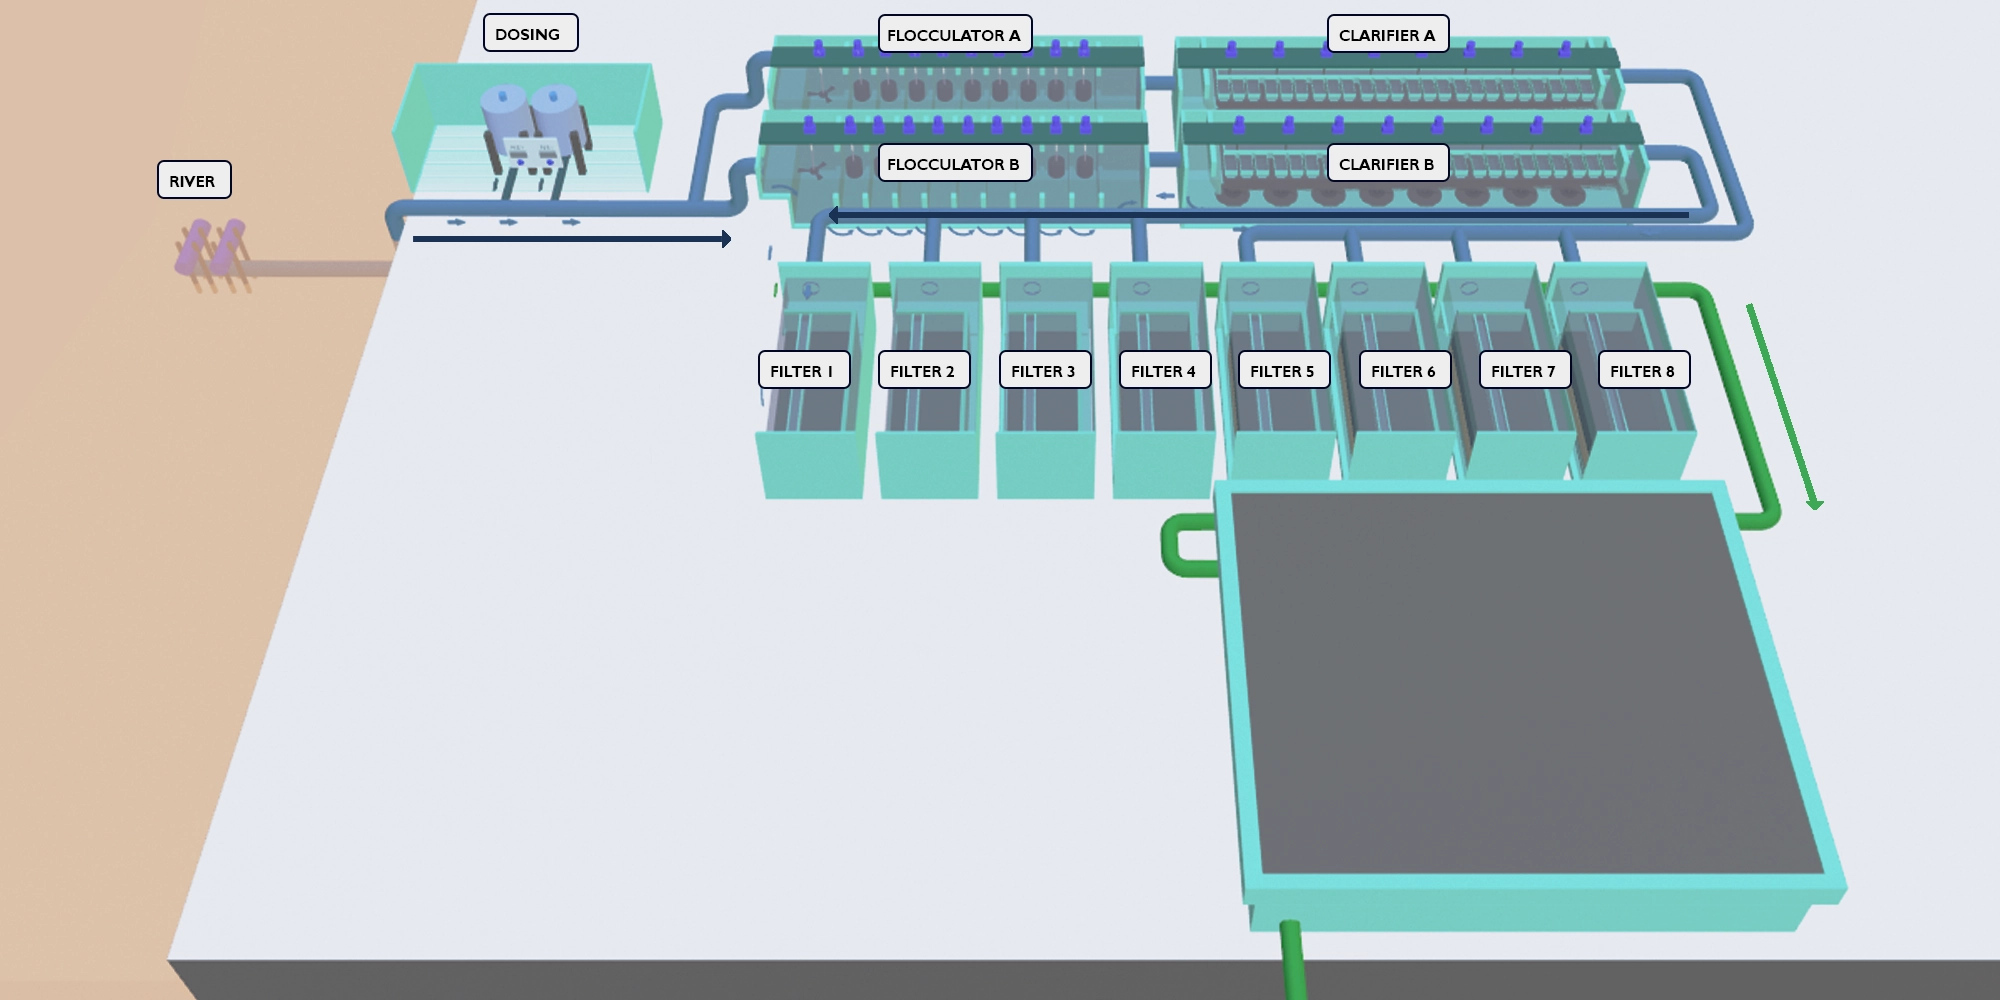 DOSING
FLOCCULATOR A
CLARIFIER A
RIVER
FLOCCULATOR B
CLARIFIER B
FILTER 1
FILTER 2
FILTER 3
FILTER 4
FILTER 5
FILTER 6
FILTER 7
FILTER 8